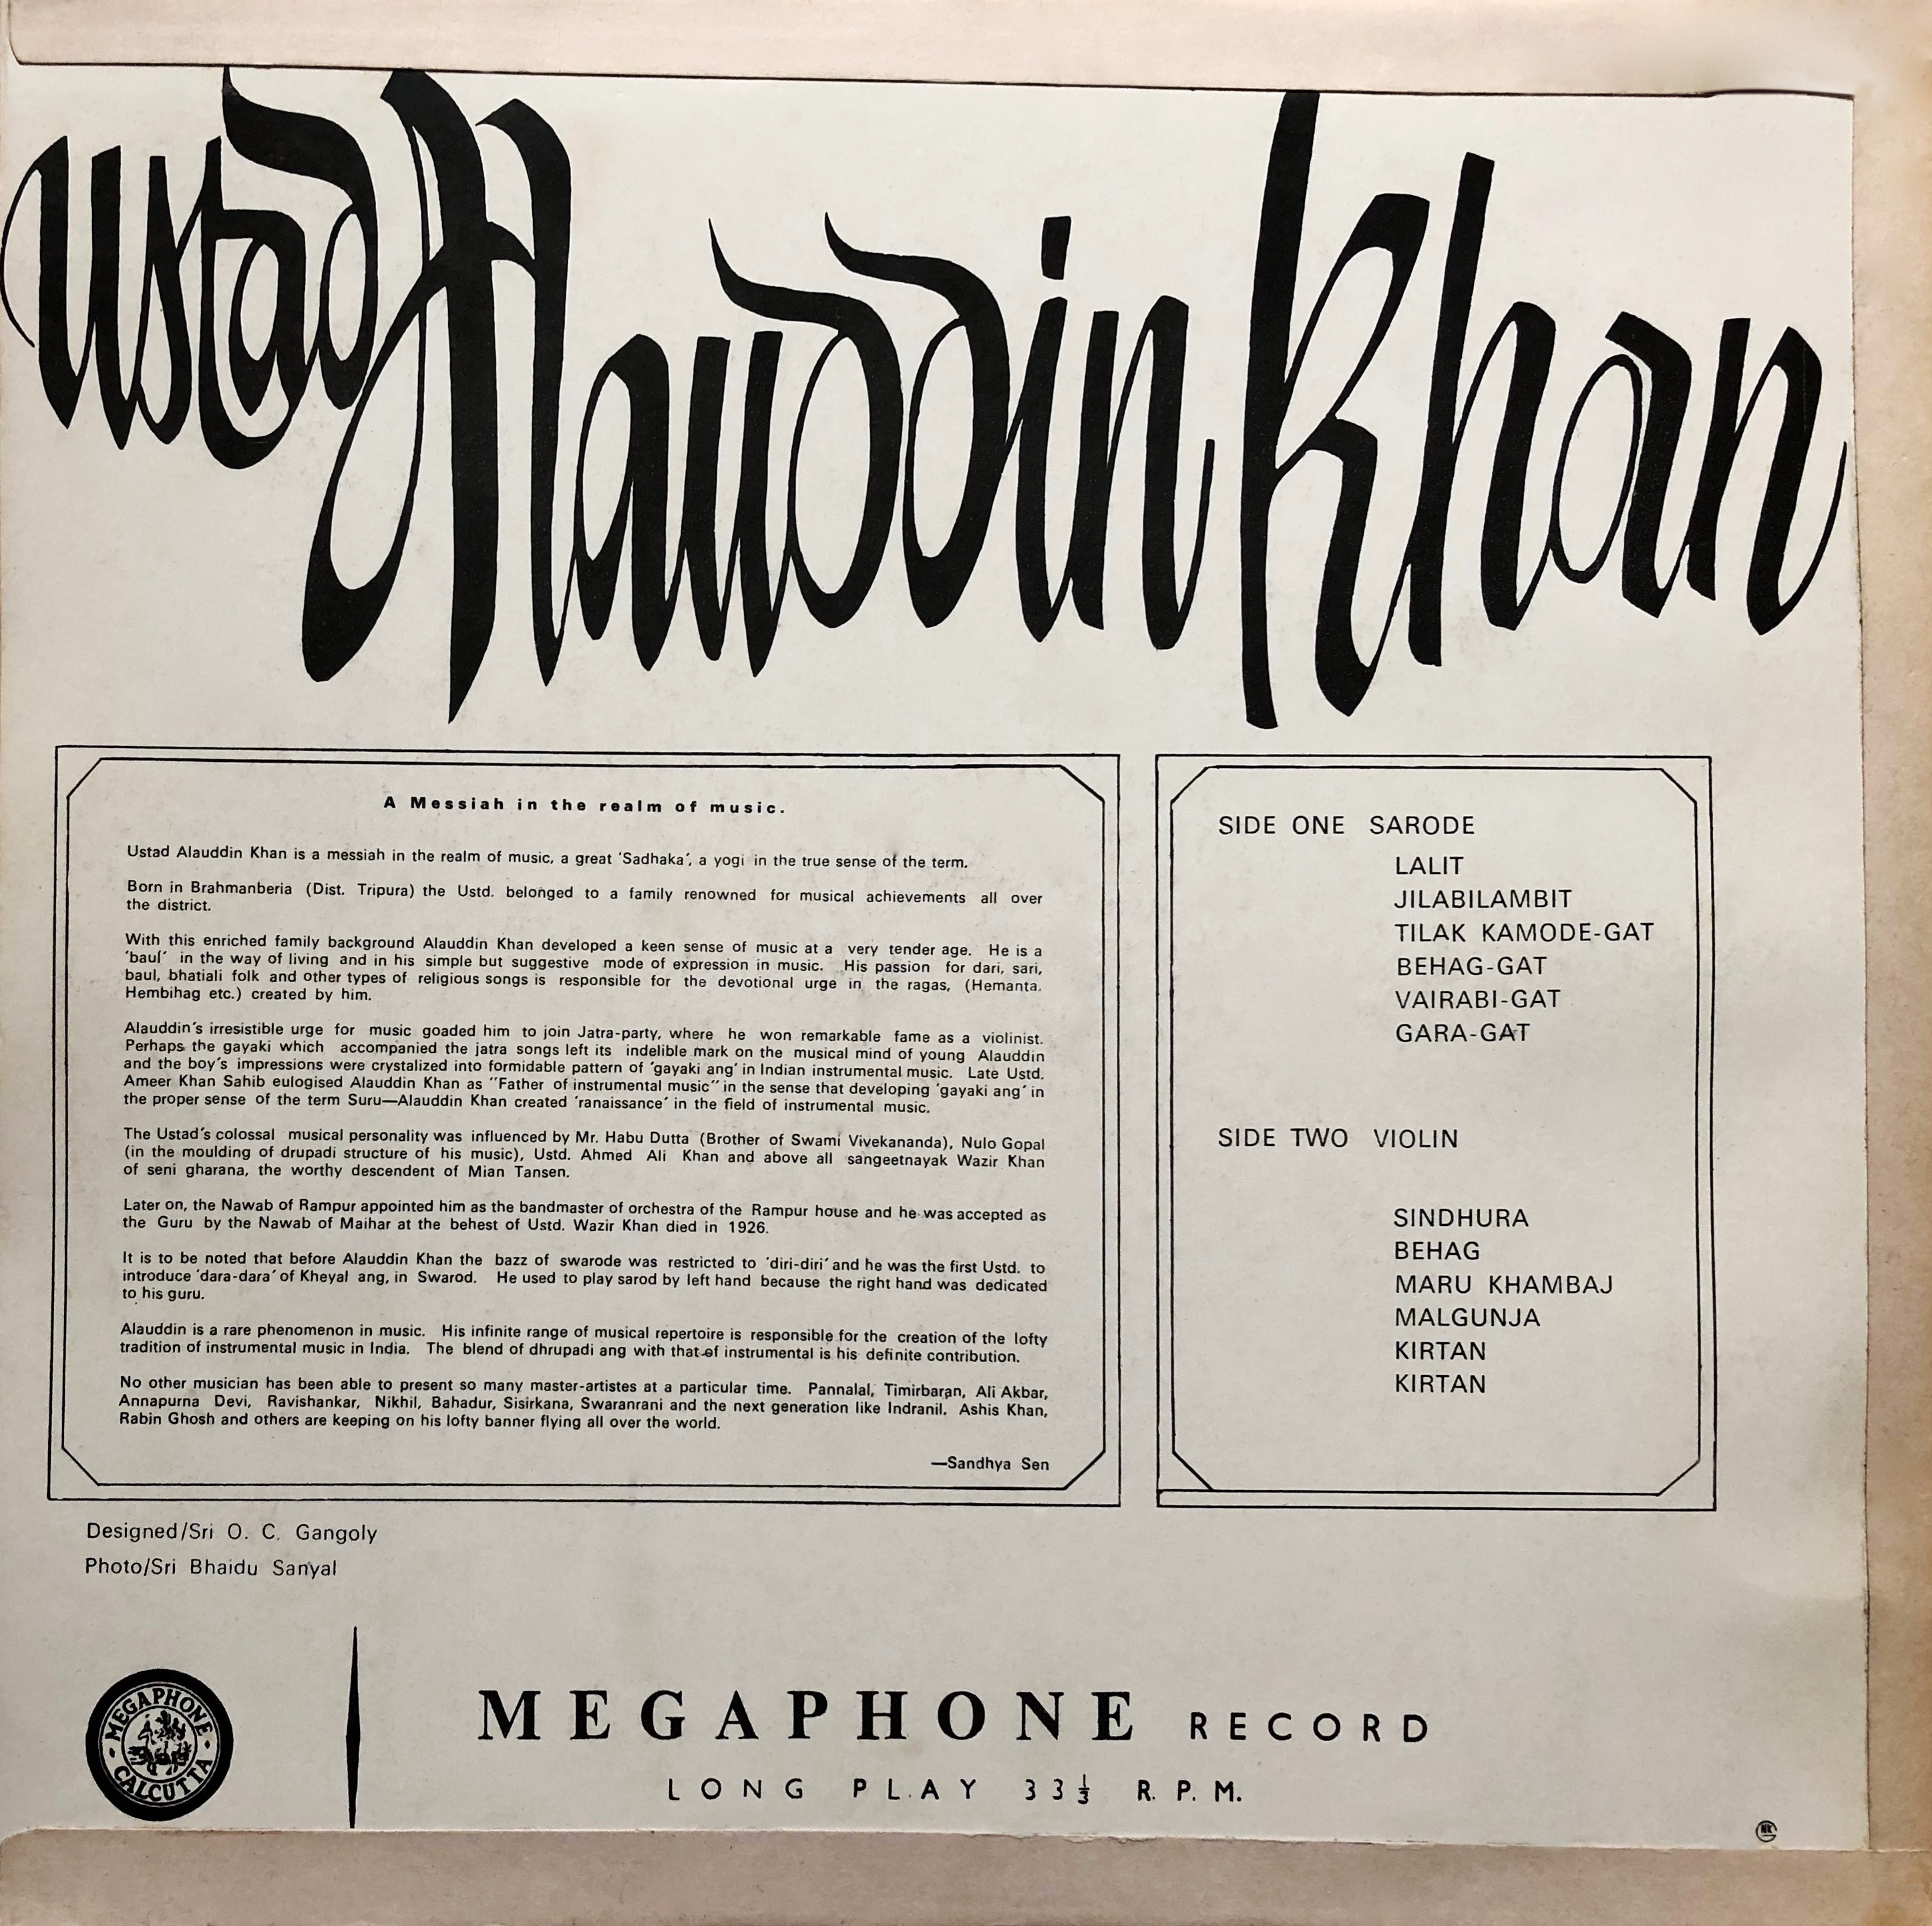 ustad Alauddin Khan
A Messiah in the realm of music.
Ustad Alauddin Khan is a messiah in the realm of music, a great 'Sadhaka', a yogi in the true sense of the term.
Born in Brahmanberia (Dist. Tripura) the Ustd. belonged to a family renowned for musical achievements all over
the district.
With this enriched family background Alauddin Khan developed a keen sense of music at a very tender age. He is a
'baul' in the way of living and in his simple but suggestive mode of expression in music. His passion for dari, sari,
baul, bhatiali folk and other types of religious songs is responsible for the devotional urge in the ragas, (Hemanta,
Hembihag etc.) created by him.
Alauddin's irresistible urge for music goaded him to join Jatra-party, where he won remarkable fame as a violinist.
Perhaps the gayaki which accompanied the jatra songs left its indelible mark on the musical mind of young Alauddin
and the boy's impressions were crystalized into formidable pattern of 'gayaki ang' in Indian instrumental music. Late Ustd.
Ameer Khan Sahib eulogised Alauddin Khan as "Father of instrumental music" in the sense that developing 'gayaki ang' in
the proper sense of the term Suru—Alauddin Khan created 'ranaissance' in the field of instrumental music.
The Ustad's colossal musical personality was influenced by Mr. Habu Dutta (Brother of Swami Vivekananda), Nulo Gopal
(in the moulding of drupadi structure of his music), Ustd. Ahmed Ali Khan and above all sangeetnayak Wazir Khan
of seni gharana, the worthy descendent of Mian Tansen.
Later on, the Nawab of Rampur appointed him as the bandmaster of orchestra of the Rampur house and he was accepted as
the Guru by the Nawab of Maihar at the behest of Ustd. Wazir Khan died in 1926.
It is to be noted that before Alauddin Khan the bazz of swarode was restricted to 'diri-diri' and he was the first Ustd. to
introduce 'dara-dara' of Kheyal ang, in Swarod. He used to play sarod by left hand because the right hand was dedicated
to his guru.
Alauddin is a rare phenomenon in music. His infinite range of musical repertoire is responsible for the creation of the lofty
tradition of instrumental music in India. The blend of dhrupadi ang with that of instrumental is his definite contribution.
No other musician has been able to present so many master-artistes at a particular time. Pannalal, Timirbaran, Ali Akbar,
Annapurna Devi, Ravishankar, Nikhil, Bahadur, Sisirkana, Swaranrani and the next generation like Indranil, Ashis Khan,
Rabin Ghosh and others are keeping on his lofty banner flying all over the world.
—Sandhya Sen
SIDE ONE SARODE
LALIT
JILABILAMBIT
TILAK KAMODE-GAT
BEHAG-GAT
VAIRABI-GAT
GARA-GAT
SIDE TWO VIOLIN
SINDHURA
BEHAG
MARU KHAMBAJ
MALGUNJA
KIRTAN
KIRTAN
Designed/Sri O. C. Gangoly
Photo/Sri Bhaidu Sanyal
MEGAPHONE
CALCUTTA
MEGAPHONE RECORD
LONG PLAY 33⅓ R.P.M.
NK